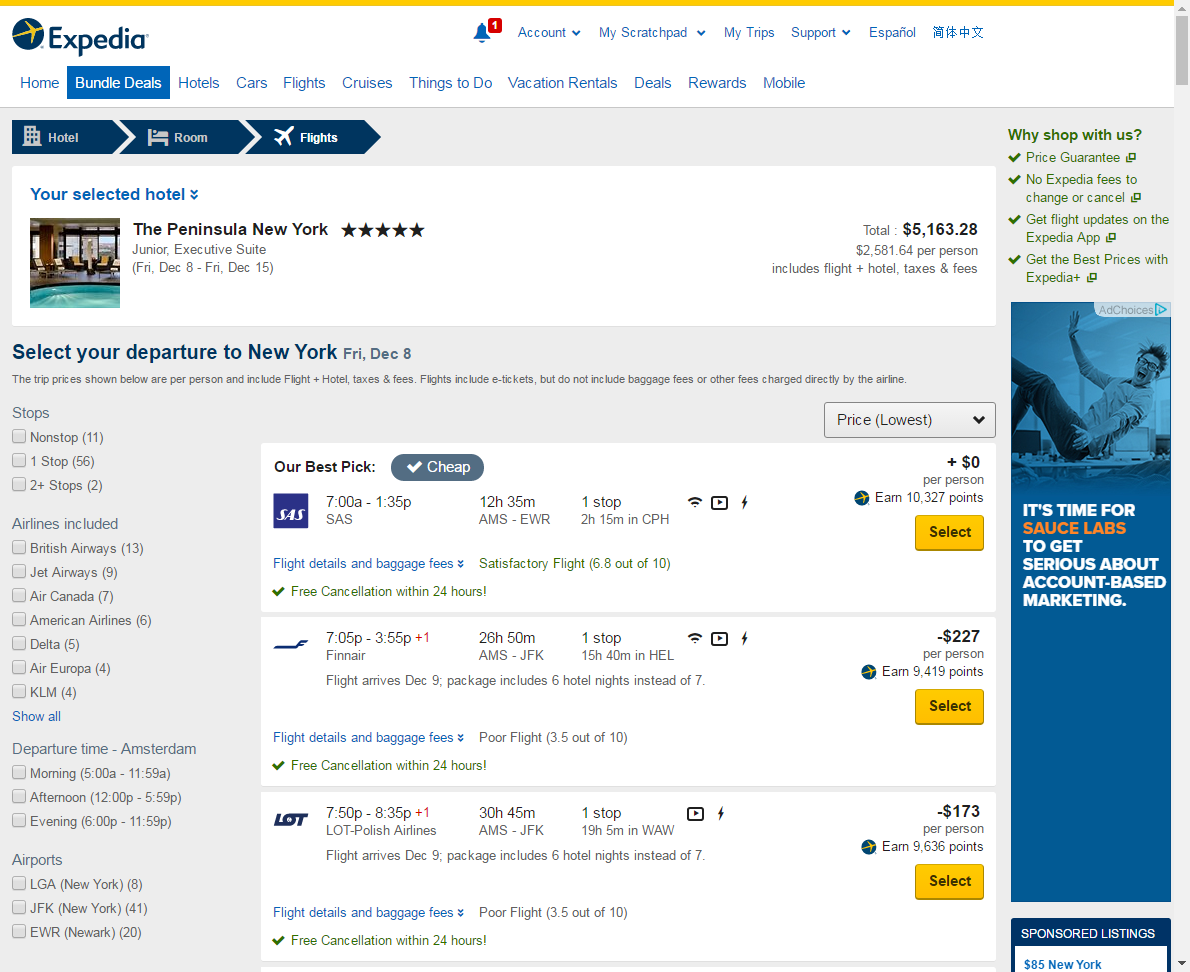 Expedia
1
Account
My Scratchpad
My Trips
Support
Español
简体中文
Home
Bundle Deals
Hotels
Cars
Flights
Cruises
Things to Do
Vacation Rentals
Deals
Rewards
Mobile
Hotel
Room
Flights
Your selected hotel
The Peninsula New York
Junior, Executive Suite
(Fri, Dec 8 - Fri, Dec 15)
Total : $5,163.28
$2,581.64 per person
includes flight + hotel, taxes & fees
Why shop with us?
Price Guarantee
No Expedia fees to
change or cancel
Get flight updates on the
Expedia App
Get the Best Prices with
Expedia+
AdChoices
IT'S TIME FOR
SAUCE LABS
TO GET
SERIOUS ABOUT
ACCOUNT-BASED
MARKETING.
SPONSORED LISTINGS
$85 New York
Select your departure to New York Fri, Dec 8
The trip prices shown below are per person and include Flight + Hotel, taxes & fees. Flights include e-tickets, but do not include baggage fees or other fees charged directly by the airline.
Stops
Nonstop (11)
1 Stop (56)
2+ Stops (2)
Airlines included
British Airways (13)
Jet Airways (9)
Air Canada (7)
American Airlines (6)
Delta (5)
Air Europa (4)
KLM (4)
Show all
Departure time - Amsterdam
Morning (5:00a - 11:59a)
Afternoon (12:00p - 5:59p)
Evening (6:00p - 11:59p)
Airports
LGA (New York) (8)
JFK (New York) (41)
EWR (Newark) (20)
Price (Lowest)
Our Best Pick:
Cheap
SAS
7:00a - 1:35p
SAS
12h 35m
AMS - EWR
1 stop
2h 15m in CPH
+ $0
per person
Earn 10,327 points
Select
Flight details and baggage fees
Satisfactory Flight (6.8 out of 10)
Free Cancellation within 24 hours!
7:05p - 3:55p +1
Finnair
26h 50m
AMS - JFK
1 stop
15h 40m in HEL
Flight arrives Dec 9; package includes 6 hotel nights instead of 7.
-$227
per person
Earn 9,419 points
Select
Flight details and baggage fees
Poor Flight (3.5 out of 10)
Free Cancellation within 24 hours!
LOT
7:50p - 8:35p +1
LOT-Polish Airlines
30h 45m
AMS - JFK
1 stop
19h 5m in WAW
Flight arrives Dec 9; package includes 6 hotel nights instead of 7.
-$173
per person
Earn 9,636 points
Select
Flight details and baggage fees
Poor Flight (3.5 out of 10)
Free Cancellation within 24 hours!